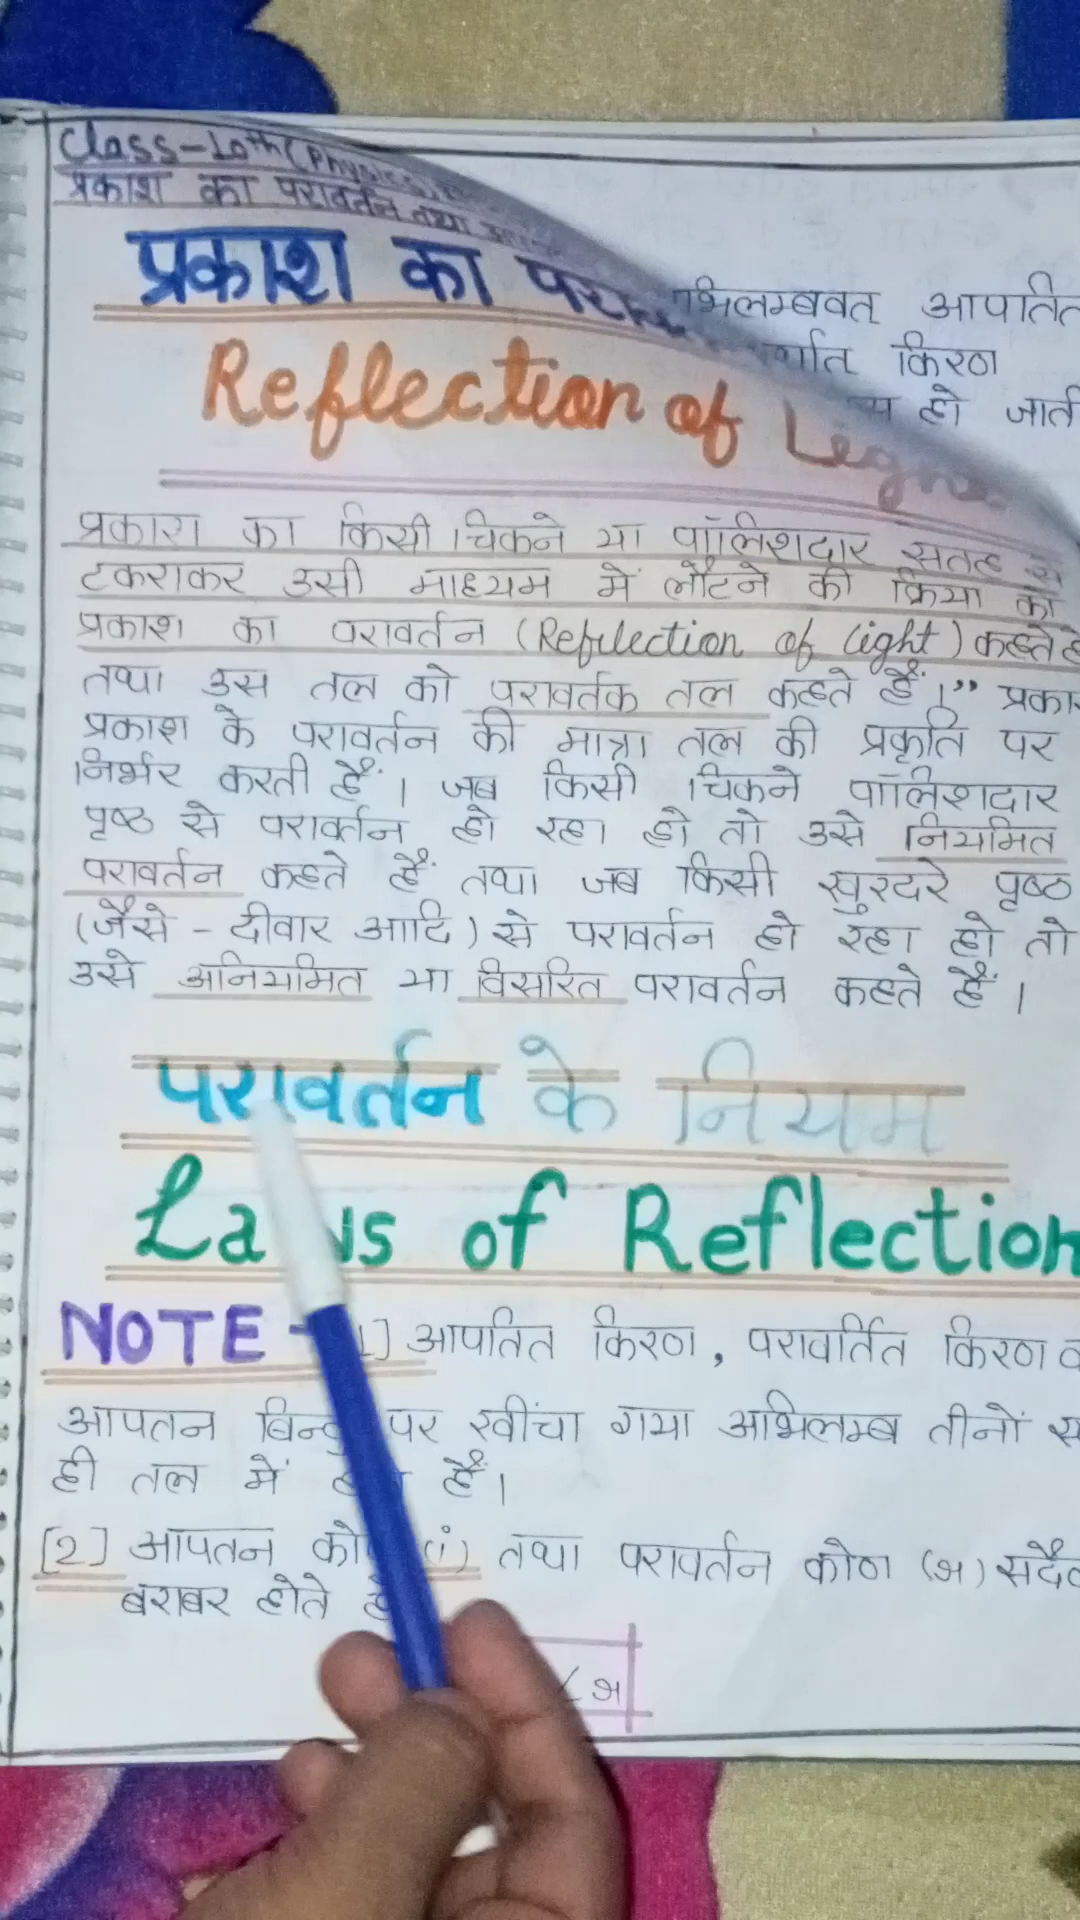 Class-10th (Physics)
प्रकाश का परावर्तन तथा
प्रकाश का
Reflection of
भिलम्बवत् आपतित
किरण
हो जाती
प्रकाश का किसी चिकने या पॉलिशदार सतह से
टकराकर उसी माध्यम में लौटने की क्रिया को
प्रकाश का परावर्तन (Refulection of light) कहते है
तथा उस तल को परावर्तक तल कहते हैं।” प्रका
प्रकाश के परावर्तन की मात्रा तल की प्रकृति पर
निर्भर करती हैं। जब किसी चिकने पॉलिशदार
पृष्ठ से परावर्तन हो रहा हो तो उसे नियमित
परावर्तन कहते हैं तथा जब किसी खुरदरे पृष्ठ
(जैसे - दीवार आदि) से परावर्तन हो रहा हो तो
उसे अनियमित या विसरित परावर्तन कहते हैं।
परावर्तन के नियम
Laws of Reflection
NOTE - 1] आपतित किरण, परावर्तित किरण व
आपतन बिन्दु पर खींचा गया अभिलम्ब तीनों
ही तल में हैं।
[2] आपतन कोण (i) तथा परावर्तन कोण (r) सदैव
बराबर होते
∠r